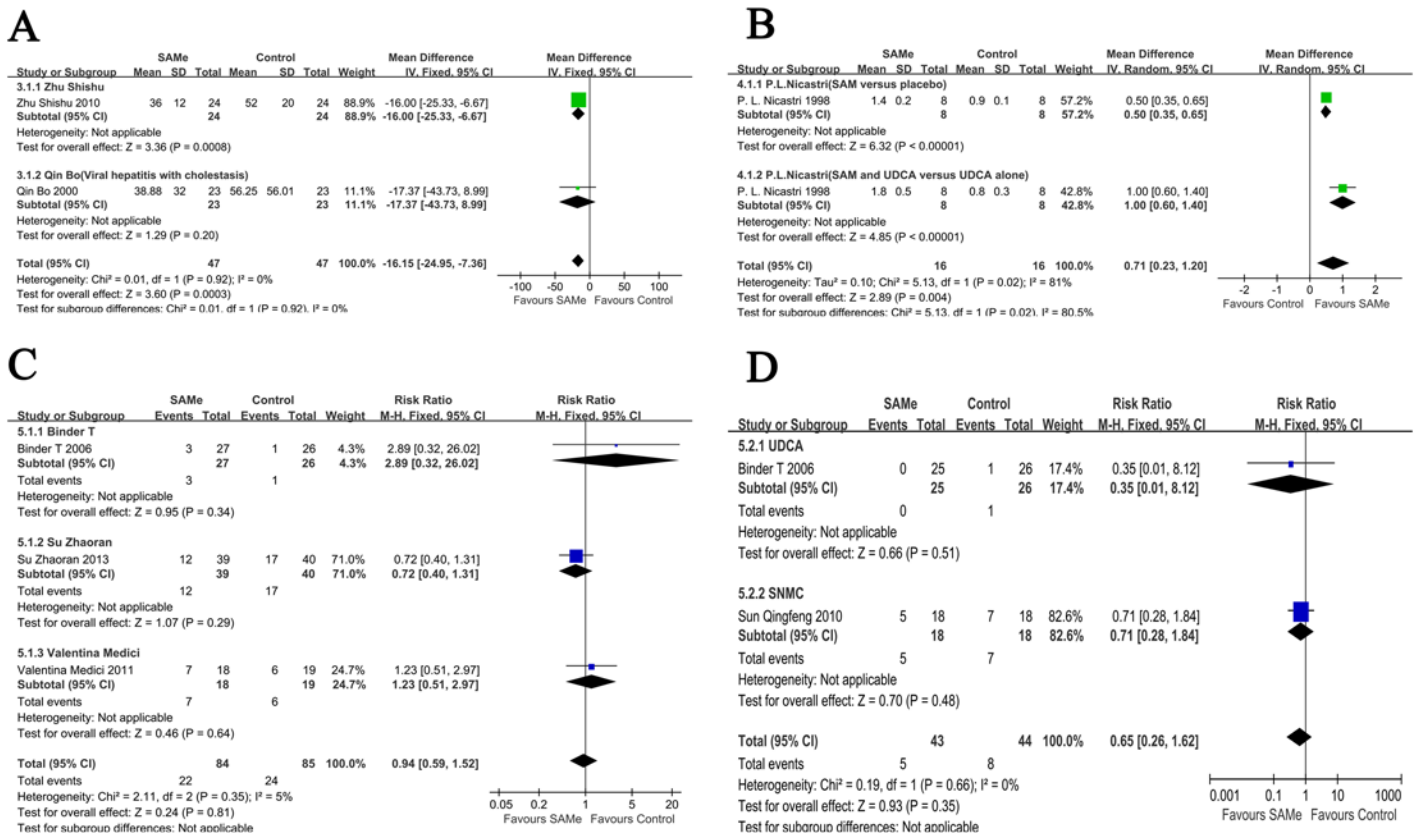 A
SAMe Control Mean Difference Mean Difference
Study or Subgroup Mean SD Total Mean SD Total Weight IV. Fixed. 95% CI IV. Fixed. 95% CI
3.1.1 Zhu Shishu
Zhu Shishu 2010 36 12 24 52 20 24 88.9% -16.00 (-25.33, -6.67)
Subtotal (95% CI) 24 24 88.9% -16.00 (-25.33, -6.67)
Heterogeneity: Not applicable
Test for overall effect: Z = 3.36 (P = 0.0008)
3.1.2 Qin Bo(Viral hepatitis with cholestasis)
Qin Bo 2000 38.88 32 23 56.25 56.01 23 11.1% -17.37 (-43.73, 8.99)
Subtotal (95% CI) 23 23 11.1% -17.37 (-43.73, 8.99)
Heterogeneity: Not applicable
Test for overall effect: Z = 1.29 (P = 0.20)
Total (95% CI) 47 47 100.0% -16.15 (-24.95, -7.36)
Heterogeneity: Chi² = 0.01, df = 1 (P = 0.92); I² = 0%
Test for overall effect: Z = 3.60 (P = 0.0003)
Test for subgroup differences: Chi² = 0.01. df = 1 (P = 0.92). I² = 0%
-100 -50 0 50 100
Favours SAMe Favours Control
B
SAMe Control Mean Difference Mean Difference
Study or Subgroup Mean SD Total Mean SD Total Weight IV. Random. 95% CI IV. Random. 95% CI
4.1.1 P.L.Nicastri(SAM versus placebo)
P. L. Nicastri 1998 1.4 0.2 8 0.9 0.1 8 57.2% 0.50 [0.35, 0.65]
Subtotal (95% CI) 8 8 57.2% 0.50 [0.35, 0.65]
Heterogeneity: Not applicable
Test for overall effect: Z = 6.32 (P < 0.00001)
4.1.2 P.L.Nicastri(SAM and UDCA versus UDCA alone)
P. L. Nicastri 1998 1.8 0.5 8 0.8 0.3 8 42.8% 1.00 [0.60, 1.40]
Subtotal (95% CI) 8 8 42.8% 1.00 [0.60, 1.40]
Heterogeneity: Not applicable
Test for overall effect: Z = 4.85 (P < 0.00001)
Total (95% CI) 16 16 100.0% 0.71 [0.23, 1.20]
Heterogeneity: Tau² = 0.10; Chi² = 5.13, df = 1 (P = 0.02); I² = 81%
Test for overall effect: Z = 2.89 (P = 0.004)
Test for subgroup differences: Chi² = 5.13. df = 1 (P = 0.02). I² = 80.5%
-2 -1 0 1 2
Favours Control Favours SAMe
C
SAMe Control Risk Ratio Risk Ratio
Study or Subgroup Events Total Events Total Weight M-H. Fixed. 95% CI M-H. Fixed. 95% CI
5.1.1 Binder T
Binder T 2006 3 27 1 26 4.3% 2.89 [0.32, 26.02]
Subtotal (95% CI) 27 26 4.3% 2.89 [0.32, 26.02]
Total events 3 1
Heterogeneity: Not applicable
Test for overall effect: Z = 0.95 (P = 0.34)
5.1.2 Su Zhaoran
Su Zhaoran 2013 12 39 17 40 71.0% 0.72 [0.40, 1.31]
Subtotal (95% CI) 39 40 71.0% 0.72 [0.40, 1.31]
Total events 12 17
Heterogeneity: Not applicable
Test for overall effect: Z = 1.07 (P = 0.29)
5.1.3 Valentina Medici
Valentina Medici 2011 7 18 6 19 24.7% 1.23 [0.51, 2.97]
Subtotal (95% CI) 18 19 24.7% 1.23 [0.51, 2.97]
Total events 7 6
Heterogeneity: Not applicable
Test for overall effect: Z = 0.46 (P = 0.64)
Total (95% CI) 84 85 100.0% 0.94 [0.59, 1.52]
Total events 22 24
Heterogeneity: Chi² = 2.11, df = 2 (P = 0.35); I² = 5%
Test for overall effect: Z = 0.24 (P = 0.81)
Test for subgroup differences: Not applicable
0.05 0.2 1 5 20
Favours SAMe Favours Control
D
SAMe Control Risk Ratio Risk Ratio
Study or Subgroup Events Total Events Total Weight M-H. Fixed. 95% CI M-H. Fixed. 95% CI
5.2.1 UDCA
Binder T 2006 0 25 1 26 17.4% 0.35 [0.01, 8.12]
Subtotal (95% CI) 25 26 17.4% 0.35 [0.01, 8.12]
Total events 0 1
Heterogeneity: Not applicable
Test for overall effect: Z = 0.66 (P = 0.51)
5.2.2 SNMC
Sun Qingfeng 2010 5 18 7 18 82.6% 0.71 [0.28, 1.84]
Subtotal (95% CI) 18 18 82.6% 0.71 [0.28, 1.84]
Total events 5 7
Heterogeneity: Not applicable
Test for overall effect: Z = 0.70 (P = 0.48)
Total (95% CI) 43 44 100.0% 0.65 [0.26, 1.62]
Total events 5 8
Heterogeneity: Chi² = 0.19, df = 1 (P = 0.66); I² = 0%
Test for overall effect: Z = 0.93 (P = 0.35)
Test for subgroup differences: Not applicable
0.001 0.1 1 10 1000
Favours SAMe Favours Control